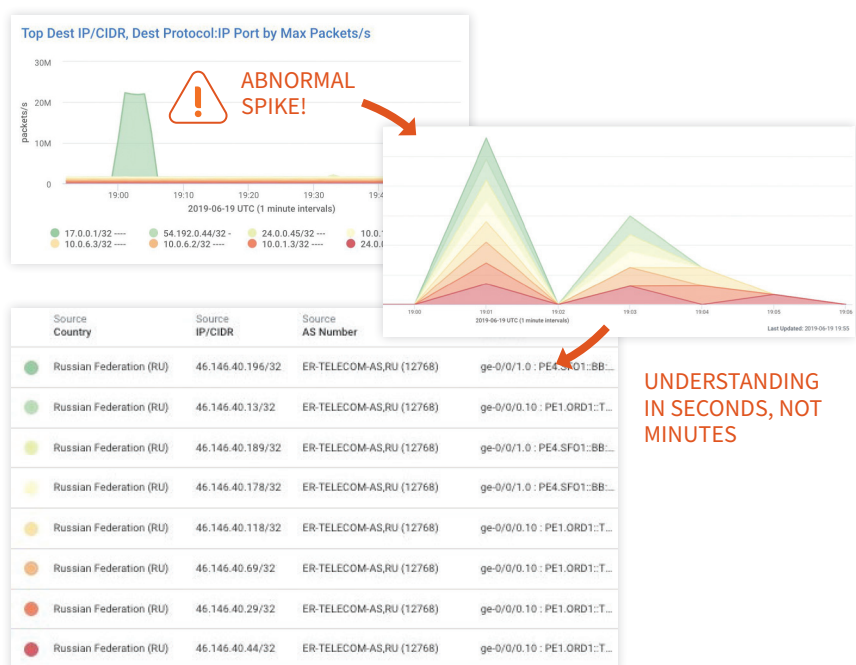 Top Dest IP/CIDR, Dest Protocol:IP Port by Max Packets/s
30M
20M
10M
0
packets/s
ABNORMAL
SPIKE!
19:00 19:10 19:20 19:30
2019-06-19 UTC (1 minute intervals)
17.0.0.1/32 ---- 54.192.0.44/32 - 24.0.0.45/32 ---
10.0.6.3/32 ---- 10.0.6.2/32 ---- 10.0.1.3/32 ----
19:00 19:01 19:02 19:03 19:04 19:05 19:06
2019-06-19 UTC (1 minute intervals)
Last Updated: 2019-06-19 19:55
Source Source Source
Country IP/CIDR AS Number
Russian Federation (RU) 46.146.40.196/32 ER-TELECOM-AS,RU (12768) ge-0/0/1.0 : PE4.SFO1::BB:...
Russian Federation (RU) 46.146.40.13/32 ER-TELECOM-AS,RU (12768) ge-0/0/0.10 : PE1.ORD1::T...
Russian Federation (RU) 46.146.40.189/32 ER-TELECOM-AS,RU (12768) ge-0/0/1.0 : PE4.SFO1::BB:...
Russian Federation (RU) 46.146.40.178/32 ER-TELECOM-AS,RU (12768) ge-0/0/1.0 : PE4.SFO1::BB:...
Russian Federation (RU) 46.146.40.118/32 ER-TELECOM-AS,RU (12768) ge-0/0/0.10 : PE1.ORD1::T...
Russian Federation (RU) 46.146.40.69/32 ER-TELECOM-AS,RU (12768) ge-0/0/0.10 : PE1.ORD1::T...
Russian Federation (RU) 46.146.40.29/32 ER-TELECOM-AS,RU (12768) ge-0/0/0.10 : PE1.ORD1::T...
Russian Federation (RU) 46.146.40.44/32 ER-TELECOM-AS,RU (12768) ge-0/0/0.10 : PE1.ORD1::T...
UNDERSTANDING
IN SECONDS, NOT
MINUTES